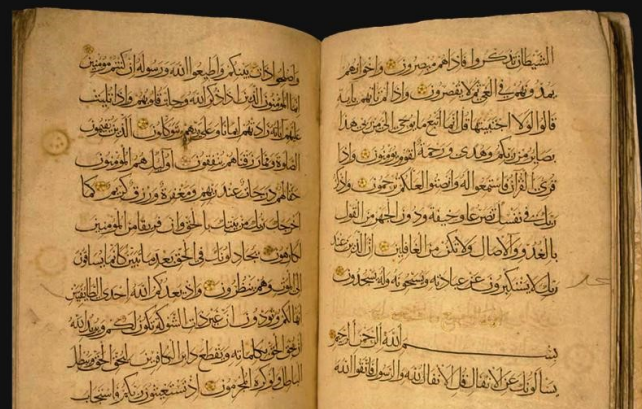 الشيطان تذكروا فاذا هم مبصرون واخوانهم
يمدونهم في الغي ثم لا يقصرون واذا لم تاتهم باية
قالوا لولا اجتبيتها قل انما اتبع ما يوحى الي من ربي هذا
بصاير من ربكم وهدى ورحمة لقوم يومنون واذا
قرئ القران فاستمعوا له وانصتوا لعلكم ترحمون واذكر
ربك في نفسك تضرعا وخيفة ودون الجهر من القول
بالغدو والاصال ولا تكن من الغافلين ان الذين عند
ربك لا يستكبرون عن عبادته ويسبحونه وله يسجدون
بسم الله الرحمن الرحيم
يسألونك عن الانفال قل الانفال لله والرسول فاتقوا الله
واصلحوا ذات بينكم واطيعوا الله ورسوله ان كنتم مومنين
انما المومنون الذين اذا ذكر الله وجلت قلوبهم واذا تليت
عليهم اياته زادتهم ايمانا وعلى ربهم يتوكلون الذين يقيمون
الصلوة ومما رزقناهم ينفقون اوليك هم المومنون
حقا لهم درجات عند ربهم ومغفرة ورزق كريم كما
اخرجك ربك من بيتك بالحق وان فريقا من المومنين
لكارهون يجادلونك في الحق بعد ما تبين كانما يساقون
الى الموت وهم ينظرون واذ يعدكم الله احدى الطايفتين
انها لكم وتودون ان غير ذات الشوكة تكون لكم ويريد الله
ان يحق الحق بكلماته ويقطع دابر الكافرين ليحق الحق ويبطل
الباطل ولو كره المجرمون اذ تستغيثون ربكم فاستجاب